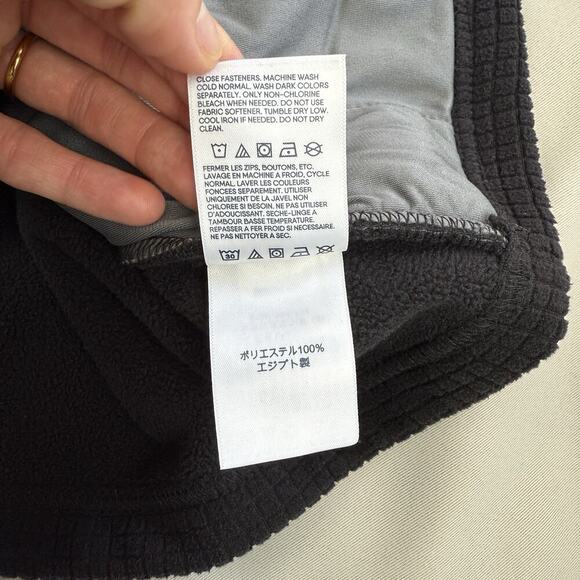 CLOSE FASTENERS. MACHINE WASH
COLD NORMAL. WASH DARK COLORS
SEPARATELY. ONLY NON-CHLORINE
BLEACH WHEN NEEDED. DO NOT USE
FABRIC SOFTENER. TUMBLE DRY LOW.
COOL IRON IF NEEDED. DO NOT DRY
CLEAN.
FERMER LES ZIPS, BOUTONS, ETC.
LAVAGE EN MACHINE A FROID, CYCLE
NORMAL. LAVER LES COULEURS
FONCEES SEPAREMENT. UTILISER
UNIQUEMENT DE LA JAVEL NON
CHLOREE SI BESOIN. NE PAS UTILISER
D'ADOUCISSANT. SECHE-LINGE A
TAMBOUR BASSE TEMPERATURE.
REPASSER A FER FROID SI NECESSAIRE.
NE PAS NETTOYER A SEC.
30
ポリエステル100%
エジプト製